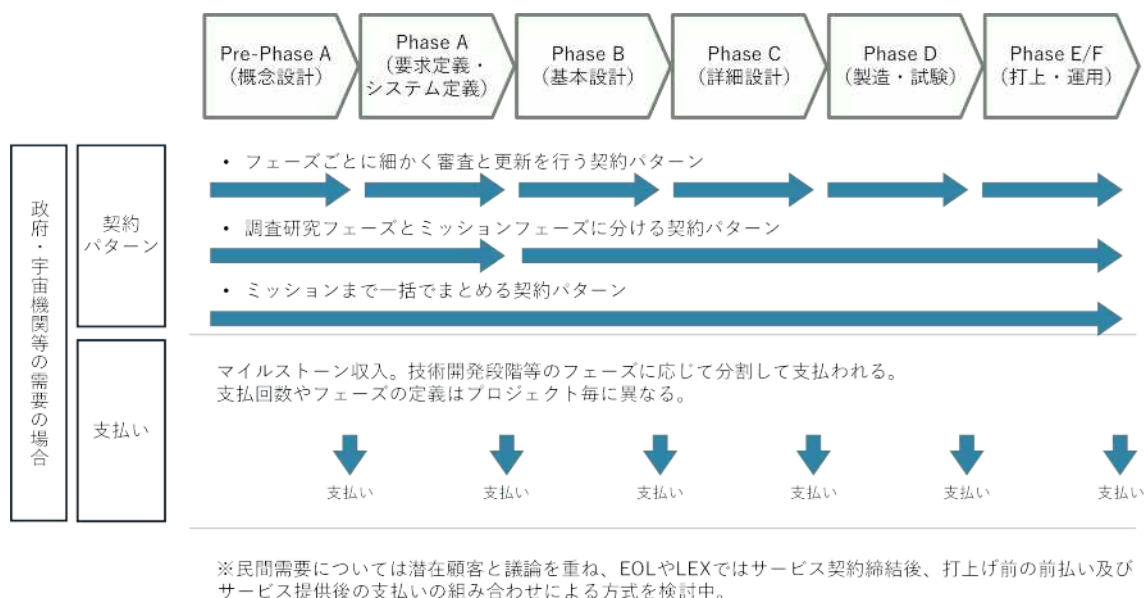 Pre-Phase A
（概念設計）
Phase A
（要求定義・
システム定義）
Phase B
（基本設計）
Phase C
（詳細設計）
Phase D
（製造・試験）
Phase E/F
（打上・運用）
政府・宇宙機関等の需要の場合
契約
パターン
• フェーズごとに細かく審査と更新を行う契約パターン
• 調査研究フェーズとミッションフェーズに分ける契約パターン
• ミッションまで一括でまとめる契約パターン
支払い
マイルストーン収入。技術開発段階等のフェーズに応じて分割して支払われる。
支払回数やフェーズの定義はプロジェクト毎に異なる。
支払い
支払い
支払い
支払い
支払い
支払い
※民間需要については潜在顧客と議論を重ね、EOLやLEXではサービス契約締結後、打上げ前の前払い及び
サービス提供後の支払いの組み合わせによる方式を検討中。